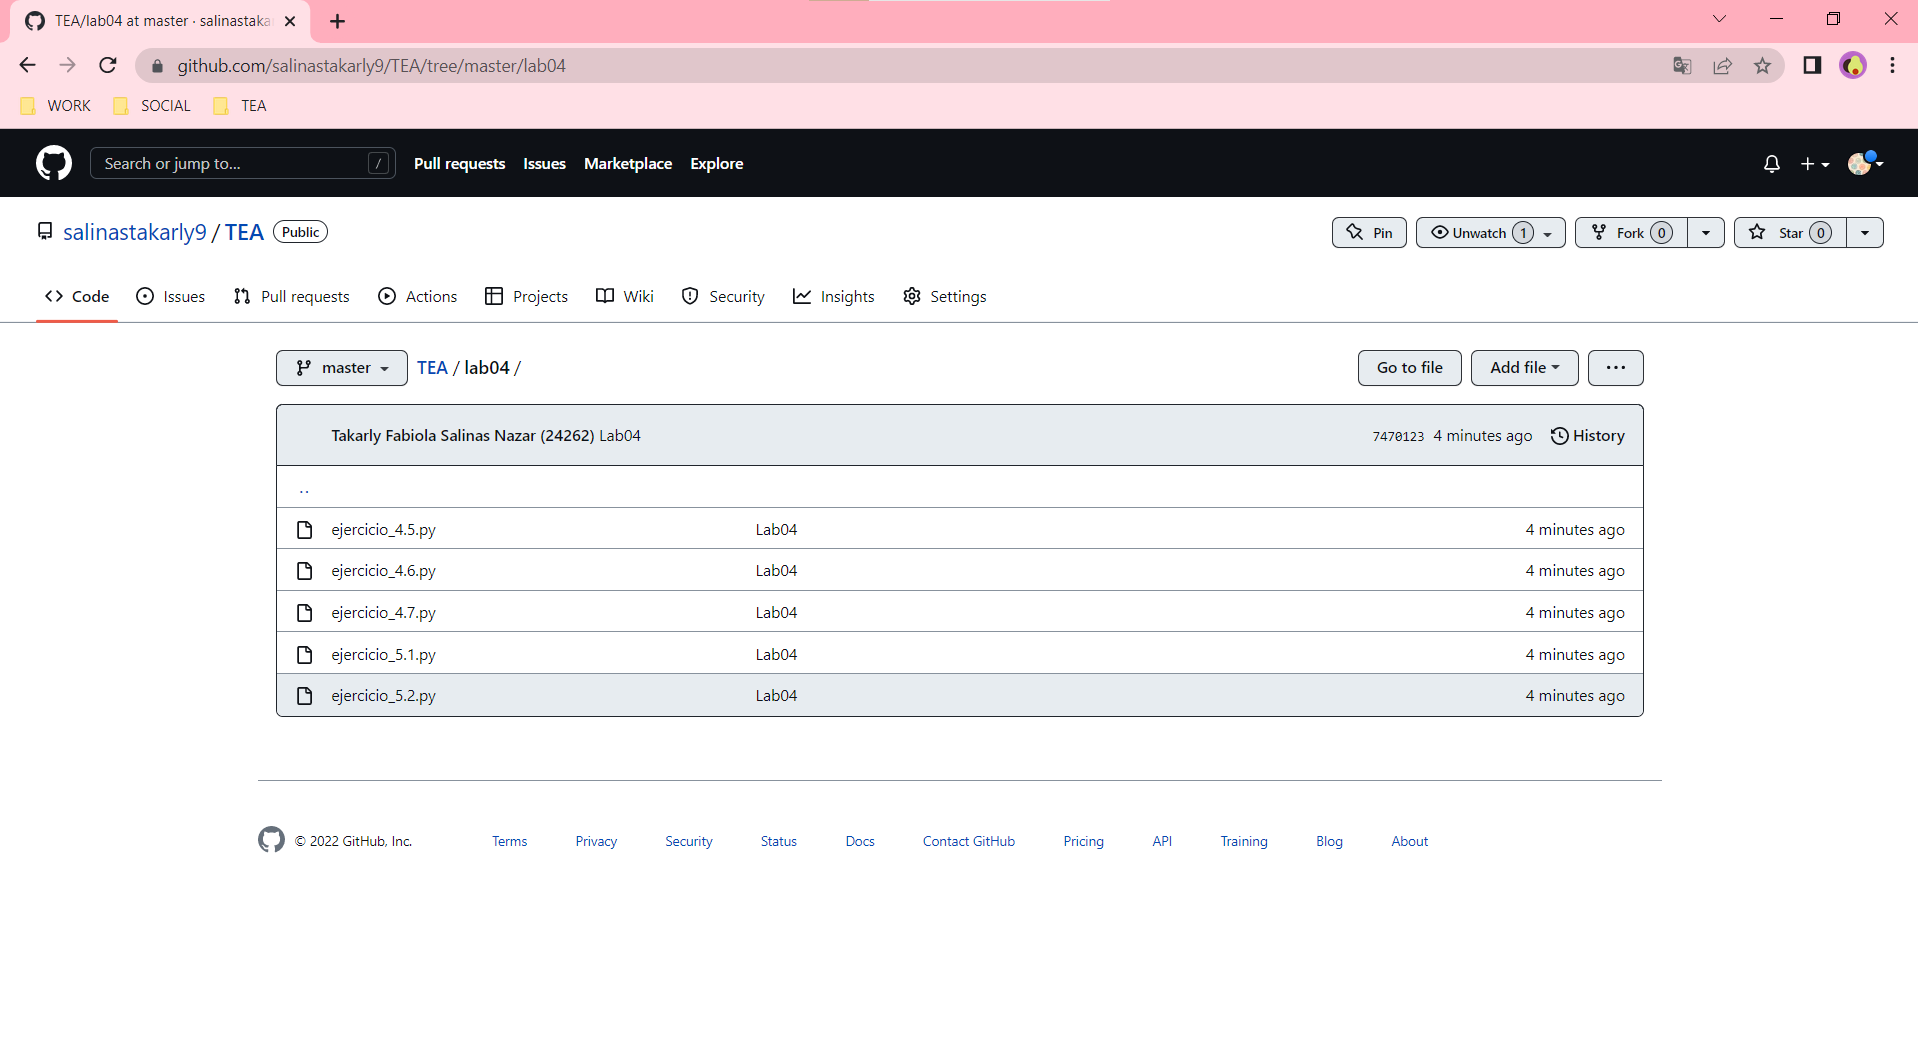 TEA/lab04 at master · salinastaka
github.com/salinastakarly9/TEA/tree/master/lab04
WORK SOCIAL TEA
Search or jump to... / Pull requests Issues Marketplace Explore
salinastakarly9 / TEA Public Pin Unwatch 1 Fork 0 Star 0
Code Issues Pull requests Actions Projects Wiki Security Insights Settings
master TEA / lab04 / Go to file Add file ...
Takarly Fabiola Salinas Nazar (24262) Lab04 7470123 4 minutes ago History
..
ejercicio_4.5.py Lab04 4 minutes ago
ejercicio_4.6.py Lab04 4 minutes ago
ejercicio_4.7.py Lab04 4 minutes ago
ejercicio_5.1.py Lab04 4 minutes ago
ejercicio_5.2.py Lab04 4 minutes ago
© 2022 GitHub, Inc. Terms Privacy Security Status Docs Contact GitHub Pricing API Training Blog About